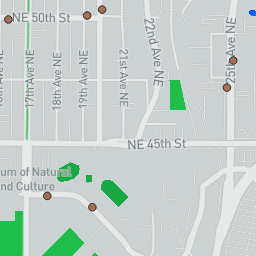 NE 50th St
17th Ave NE
18th Ave NE
19th Ave NE
21st Ave NE
22nd Ave NE
25th Ave NE
NE 45th St
um of Natural
nd Culture